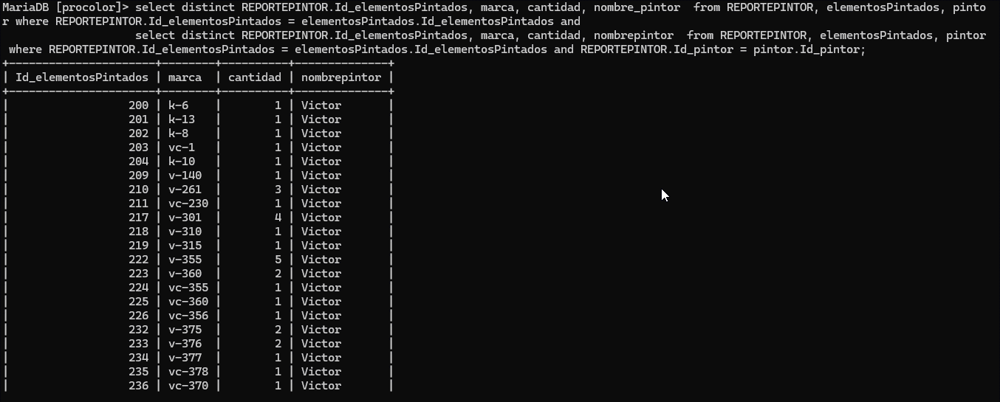 MariaDB [procolor]> select distinct REPORTEPINTOR.Id_elementosPintados, marca, cantidad, nombre_pintor  from REPORTEPINTOR, elementosPintados, pinto
r where REPORTEPINTOR.Id_elementosPintados = elementosPintados.Id_elementosPintados and
                    select distinct REPORTEPINTOR.Id_elementosPintados, marca, cantidad, nombrepintor  from REPORTEPINTOR, elementosPintados, pintor
 where REPORTEPINTOR.Id_elementosPintados = elementosPintados.Id_elementosPintados and REPORTEPINTOR.Id_pintor = pintor.Id_pintor;
+----------------------+--------+----------+--------------+
| Id_elementosPintados | marca  | cantidad | nombrepintor |
+----------------------+--------+----------+--------------+
|                  200 | k-6    |        1 | Victor       |
|                  201 | k-13   |        1 | Victor       |
|                  202 | k-8    |        1 | Victor       |
|                  203 | vc-1   |        1 | Victor       |
|                  204 | k-10   |        1 | Victor       |
|                  209 | v-140  |        1 | Victor       |
|                  210 | v-261  |        3 | Victor       |
|                  211 | vc-230 |        1 | Victor       |
|                  217 | v-301  |        4 | Victor       |
|                  218 | v-310  |        1 | Victor       |
|                  219 | v-315  |        1 | Victor       |
|                  222 | v-355  |        5 | Victor       |
|                  223 | v-360  |        2 | Victor       |
|                  224 | vc-355 |        1 | Victor       |
|                  225 | vc-360 |        1 | Victor       |
|                  226 | vc-356 |        1 | Victor       |
|                  232 | v-375  |        2 | Victor       |
|                  233 | v-376  |        2 | Victor       |
|                  234 | v-377  |        1 | Victor       |
|                  235 | vc-378 |        1 | Victor       |
|                  236 | vc-370 |        1 | Victor       |